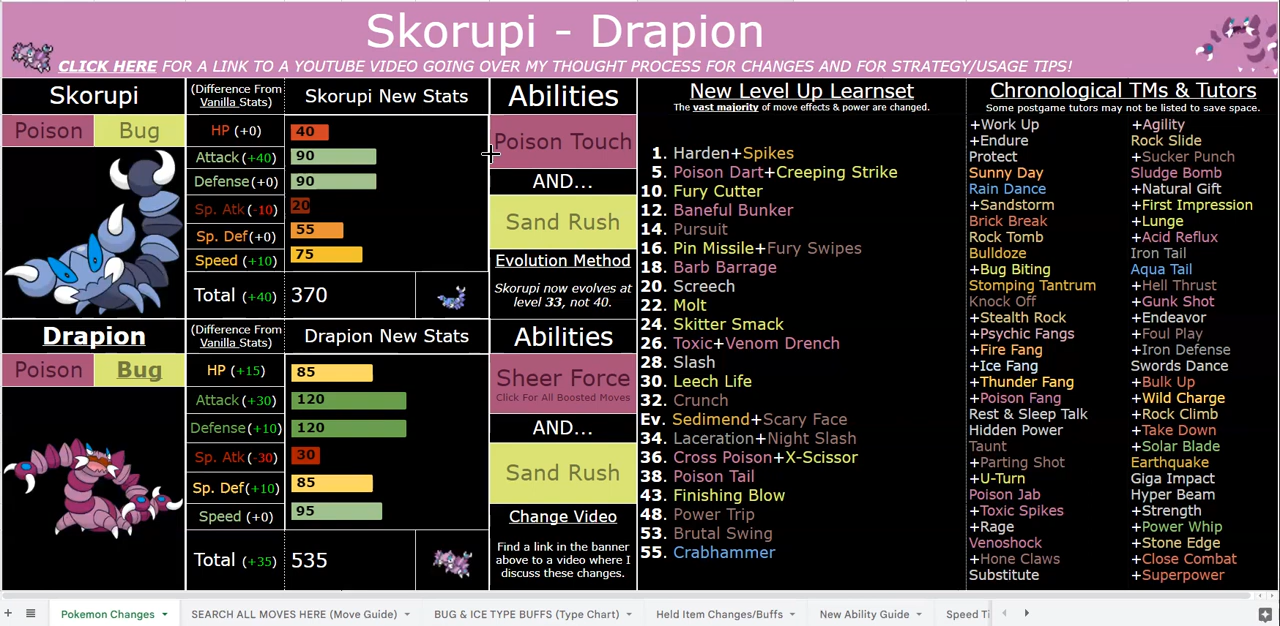 Skorupi - Drapion
CLICK HERE FOR A LINK TO A YOUTUBE VIDEO GOING OVER MY THOUGHT PROCESS FOR CHANGES AND FOR STRATEGY/USAGE TIPS!
Skorupi
Poison Bug
(Difference From
Vanilla Stats)
Skorupi New Stats
HP (+0) 40
Attack (+40) 90
Defense (+0) 90
Sp. Atk (-10) 20
Sp. Def (+0) 55
Speed (+10) 75
Total (+40) 370
Abilities
Poison Touch
AND...
Sand Rush
Evolution Method
Skorupi now evolves at
level 33, not 40.
Drapion
Poison Bug
(Difference From
Vanilla Stats)
Drapion New Stats
HP (+15) 85
Attack (+30) 120
Defense (+10) 120
Sp. Atk (-30) 30
Sp. Def (+10) 85
Speed (+0) 95
Total (+35) 535
Abilities
Sheer Force
Click For All Boosted Moves
AND...
Sand Rush
Change Video
Find a link in the banner
above to a video where I
discuss these changes.
New Level Up Learnset
The vast majority of move effects & power are changed.
1. Harden+Spikes
5. Poison Dart+Creeping Strike
10. Fury Cutter
12. Baneful Bunker
14. Pursuit
16. Pin Missile+Fury Swipes
18. Barb Barrage
20. Screech
22. Molt
24. Skitter Smack
26. Toxic+Venom Drench
28. Slash
30. Leech Life
32. Crunch
Ev. Sedimend+Scary Face
34. Laceration+Night Slash
36. Cross Poison+X-Scissor
38. Poison Tail
43. Finishing Blow
48. Power Trip
53. Brutal Swing
55. Crabhammer
Chronological TMs & Tutors
Some postgame tutors may not be listed to save space.
+Work Up
+Endure
Protect
Sunny Day
Rain Dance
+Sandstorm
Brick Break
Rock Tomb
Bulldoze
+Bug Biting
Stomping Tantrum
Knock Off
+Stealth Rock
+Psychic Fangs
+Fire Fang
+Ice Fang
+Thunder Fang
+Poison Fang
Rest & Sleep Talk
Hidden Power
Taunt
+Parting Shot
+U-Turn
Poison Jab
+Toxic Spikes
+Rage
Venoshock
+Hone Claws
Substitute
+Agility
Rock Slide
+Sucker Punch
Sludge Bomb
+Natural Gift
+First Impression
+Lunge
+Acid Reflux
Iron Tail
Aqua Tail
+Hell Thrust
+Gunk Shot
+Endeavor
+Foul Play
+Iron Defense
Swords Dance
+Bulk Up
+Wild Charge
+Rock Climb
+Take Down
+Solar Blade
Earthquake
Giga Impact
Hyper Beam
+Strength
+Power Whip
+Stone Edge
+Close Combat
+Superpower
Pokemon Changes SEARCH ALL MOVES HERE (Move Guide) BUG & ICE TYPE BUFFS (Type Chart) Held Item Changes/Buffs New Ability Guide Speed Ti